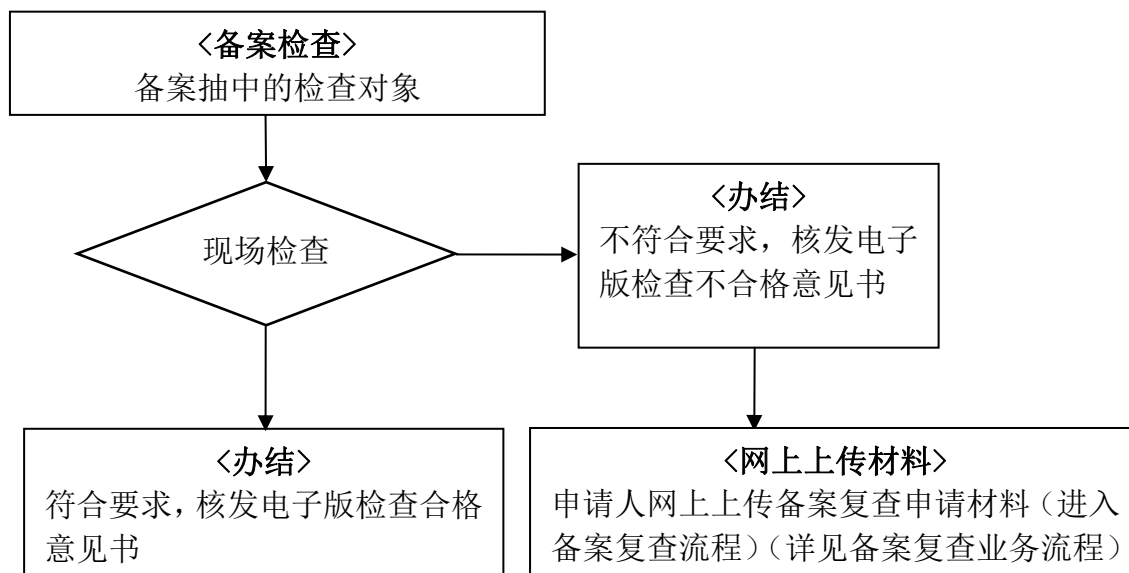 <备案检查>
备案抽中的检查对象
现场检查
<办结>
不符合要求，核发电子
版检查不合格意见书
<办结>
符合要求，核发电子版检查合格
意见书
<网上上传材料>
申请人网上上传备案复查申请材料（进入
备案复查流程）（详见备案复查业务流程）